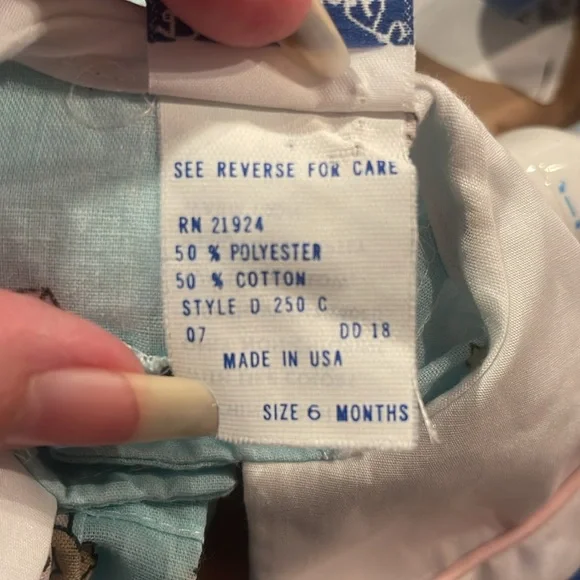 SEE REVERSE FOR CARE
RN 21924
50 % POLYESTER
50 % COTTON
STYLE D 250 C
07 DD 18
MADE IN USA
SIZE 6 MONTHS